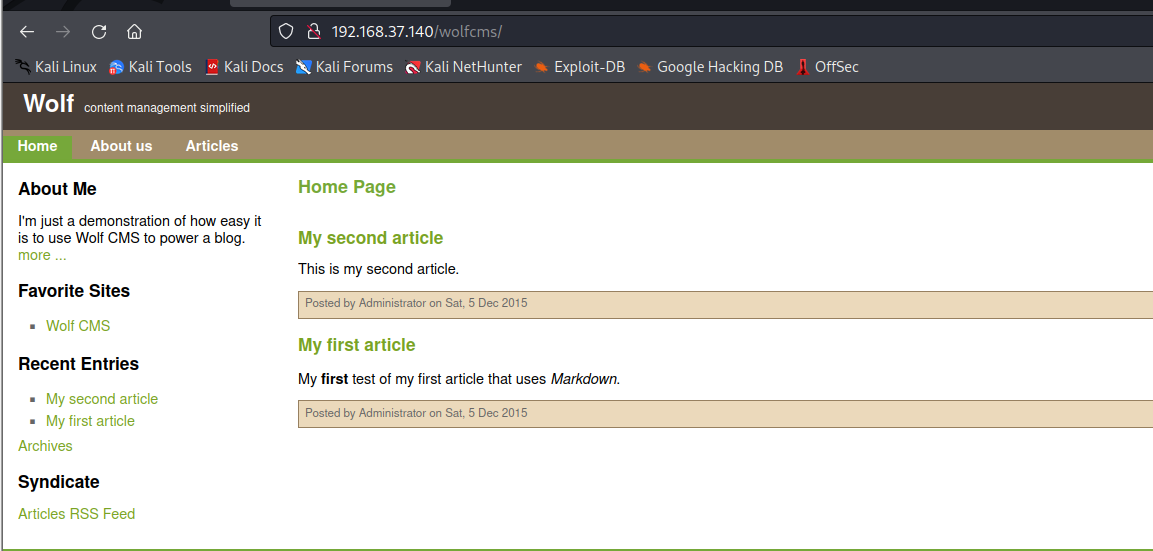 192.168.37.140/wolfcms/
Kali Linux Kali Tools Kali Docs Kali Forums Kali NetHunter Exploit-DB Google Hacking DB OffSec
Wolf content management simplified
Home About us Articles
About Me
I'm just a demonstration of how easy it
is to use Wolf CMS to power a blog.
more ...
Favorite Sites
Wolf CMS
Recent Entries
My second article
My first article
Archives
Syndicate
Articles RSS Feed
Home Page
My second article
This is my second article.
Posted by Administrator on Sat, 5 Dec 2015
My first article
My first test of my first article that uses Markdown.
Posted by Administrator on Sat, 5 Dec 2015